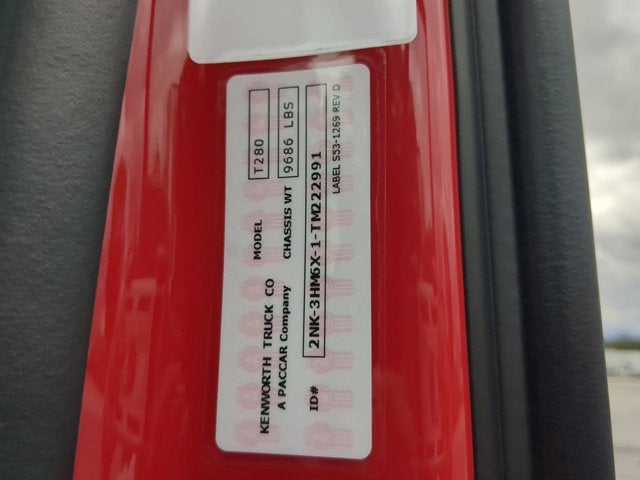 KENWORTH TRUCK CO MODEL T280
A PACCAR Company CHASSIS WT 9686 LBS
ID# 2NK-3HM6X-1-TM222991
LABEL S53-1269 REV D